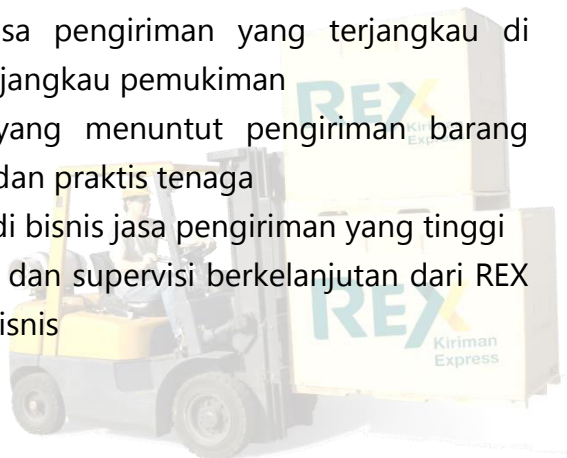 sa pengiriman yang terjangkau di
jangkau pemukiman
yang menuntut pengiriman barang
dan praktis tenaga
di bisnis jasa pengiriman yang tinggi
dan supervisi berkelanjutan dari REX
isnis
REX
Kiriman
Express
REX
Kiriman
Express